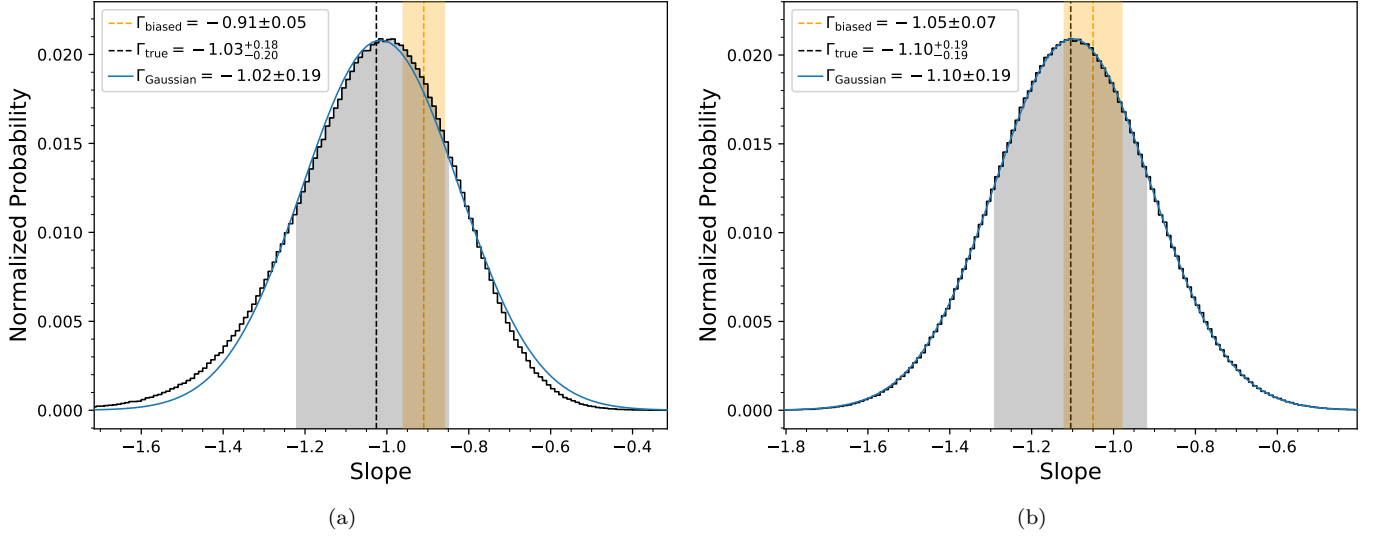 Γbiased = −0.91±0.05
Γtrue = −1.03+0.18−0.20
ΓGaussian = −1.02±0.19
0.020
0.015
0.010
0.005
0.000
Normalized Probability
−1.6 −1.4 −1.2 −1.0 −0.8 −0.6 −0.4
Slope
(a)
Γbiased = −1.05±0.07
Γtrue = −1.10+0.19−0.19
ΓGaussian = −1.10±0.19
0.020
0.015
0.010
0.005
0.000
Normalized Probability
−1.8 −1.6 −1.4 −1.2 −1.0 −0.8 −0.6
Slope
(b)